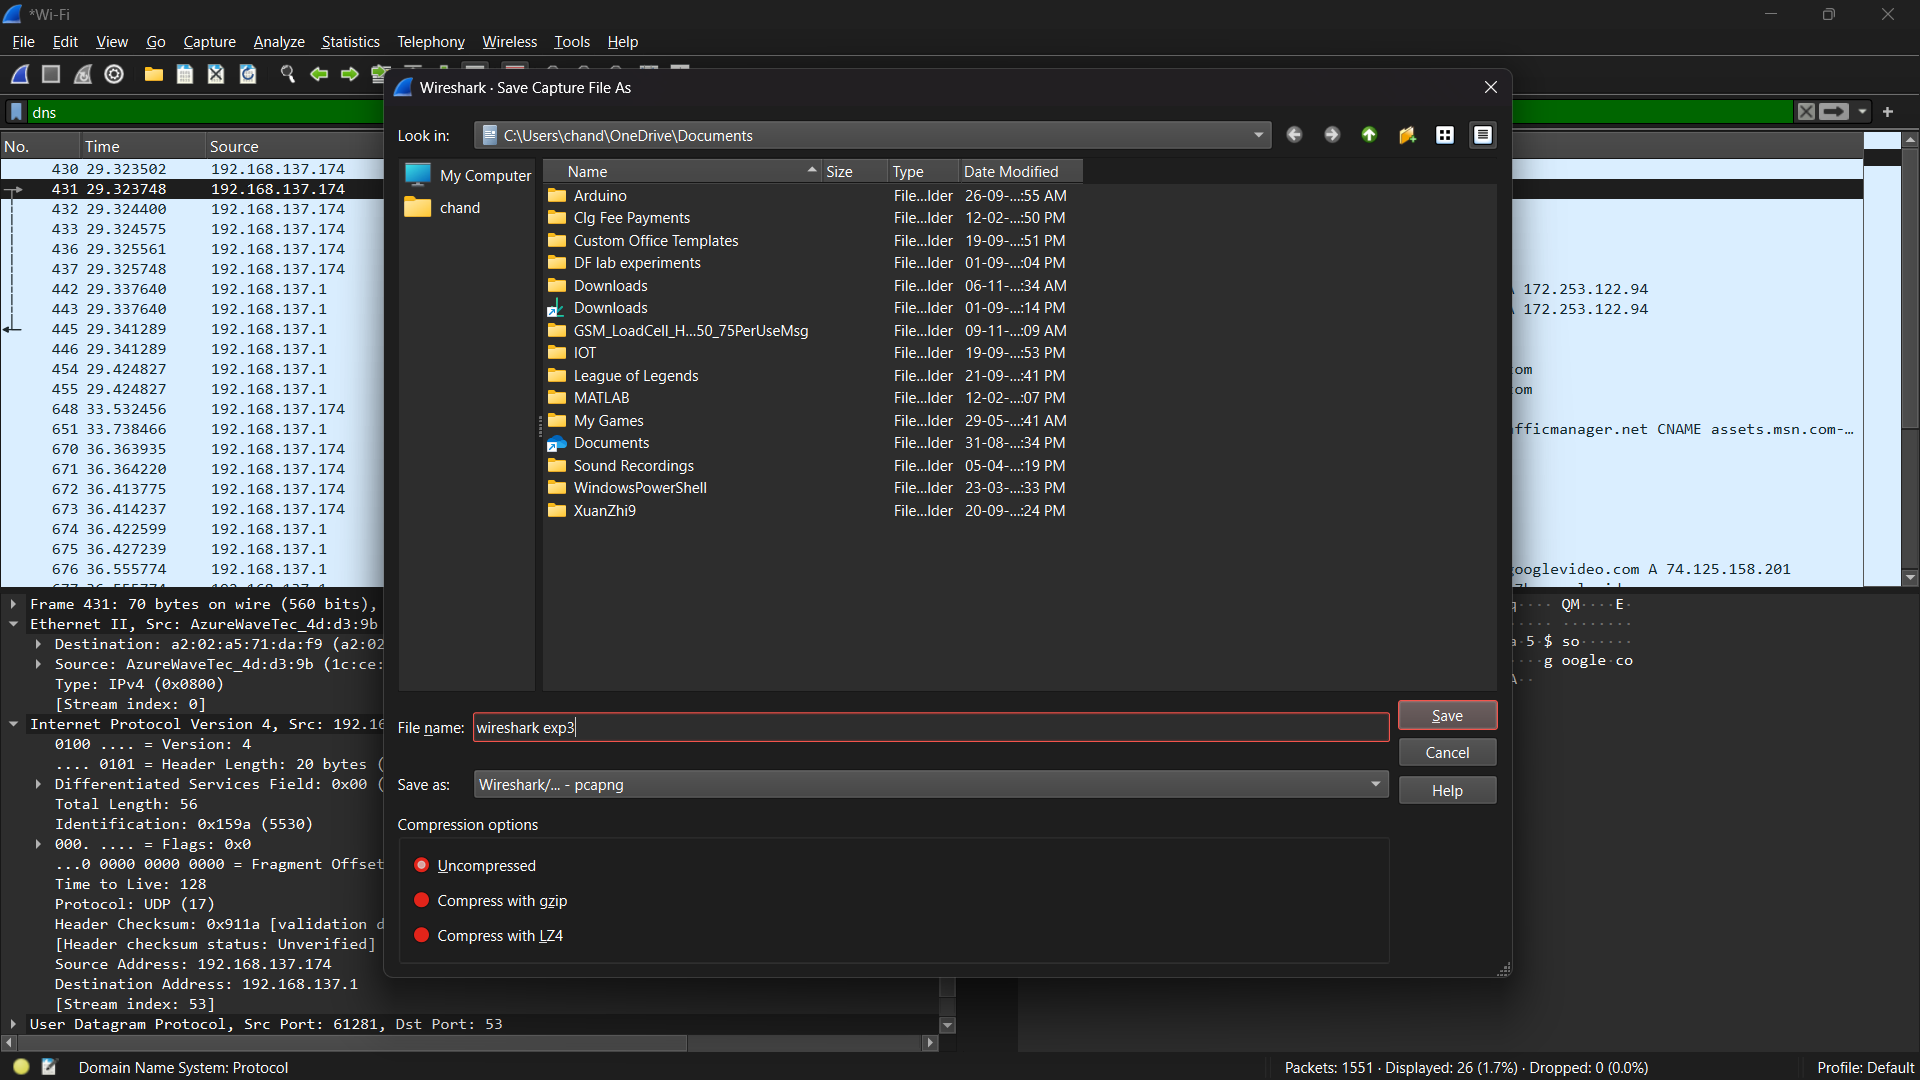 *Wi-Fi
File Edit View Go Capture Analyze Statistics Telephony Wireless Tools Help
dns
No. Time Source
430 29.323502 192.168.137.174
431 29.323748 192.168.137.174
432 29.324400 192.168.137.174
433 29.324575 192.168.137.174
436 29.325561 192.168.137.174
437 29.325748 192.168.137.174
442 29.337640 192.168.137.1
443 29.337640 192.168.137.1
445 29.341289 192.168.137.1
446 29.341289 192.168.137.1
454 29.424827 192.168.137.1
455 29.424827 192.168.137.1
648 33.532456 192.168.137.174
651 33.738466 192.168.137.1
670 36.363935 192.168.137.174
671 36.364220 192.168.137.174
672 36.413775 192.168.137.174
673 36.414237 192.168.137.174
674 36.422599 192.168.137.1
675 36.427239 192.168.137.1
676 36.555774 192.168.137.1
172.253.122.94
172.253.122.94
om
om
fficmanager.net CNAME assets.msn.com-…
ooglevideo.com A 74.125.158.201
Wireshark · Save Capture File As
Look in: C:\Users\chand\OneDrive\Documents
My Computer
chand
Name Size Type Date Modified
Arduino File...lder 26-09-...:55 AM
Clg Fee Payments File...lder 12-02-...:50 PM
Custom Office Templates File...lder 19-09-...:51 PM
DF lab experiments File...lder 01-09-...:04 PM
Downloads File...lder 06-11-...:34 AM
Downloads File...lder 01-09-...:14 PM
GSM_LoadCell_H...50_75PerUseMsg File...lder 09-11-...:09 AM
IOT File...lder 19-09-...:53 PM
League of Legends File...lder 21-09-...:41 PM
MATLAB File...lder 12-02-...:07 PM
My Games File...lder 29-05-...:41 AM
Documents File...lder 31-08-...:34 PM
Sound Recordings File...lder 05-04-...:19 PM
WindowsPowerShell File...lder 23-03-...:33 PM
XuanZhi9 File...lder 20-09-...:24 PM
File name: wireshark exp3
Save
Cancel
Save as: Wireshark/... - pcapng
Help
Compression options
Uncompressed
Compress with gzip
Compress with LZ4
Frame 431: 70 bytes on wire (560 bits),
Ethernet II, Src: AzureWaveTec_4d:d3:9b
Destination: a2:02:a5:71:da:f9 (a2:02
Source: AzureWaveTec_4d:d3:9b (1c:ce:
Type: IPv4 (0x0800)
[Stream index: 0]
Internet Protocol Version 4, Src: 192.16
0100 .... = Version: 4
.... 0101 = Header Length: 20 bytes (
Differentiated Services Field: 0x00 (
Total Length: 56
Identification: 0x159a (5530)
000. .... = Flags: 0x0
...0 0000 0000 0000 = Fragment Offset
Time to Live: 128
Protocol: UDP (17)
Header Checksum: 0x911a [validation d
[Header checksum status: Unverified]
Source Address: 192.168.137.174
Destination Address: 192.168.137.1
[Stream index: 53]
User Datagram Protocol, Src Port: 61281, Dst Port: 53
q···· QM····E·
····· ········
a·5·$ so······
····g oogle·co
A··
Domain Name System: Protocol
Packets: 1551 · Displayed: 26 (1.7%) · Dropped: 0 (0.0%)
Profile: Default